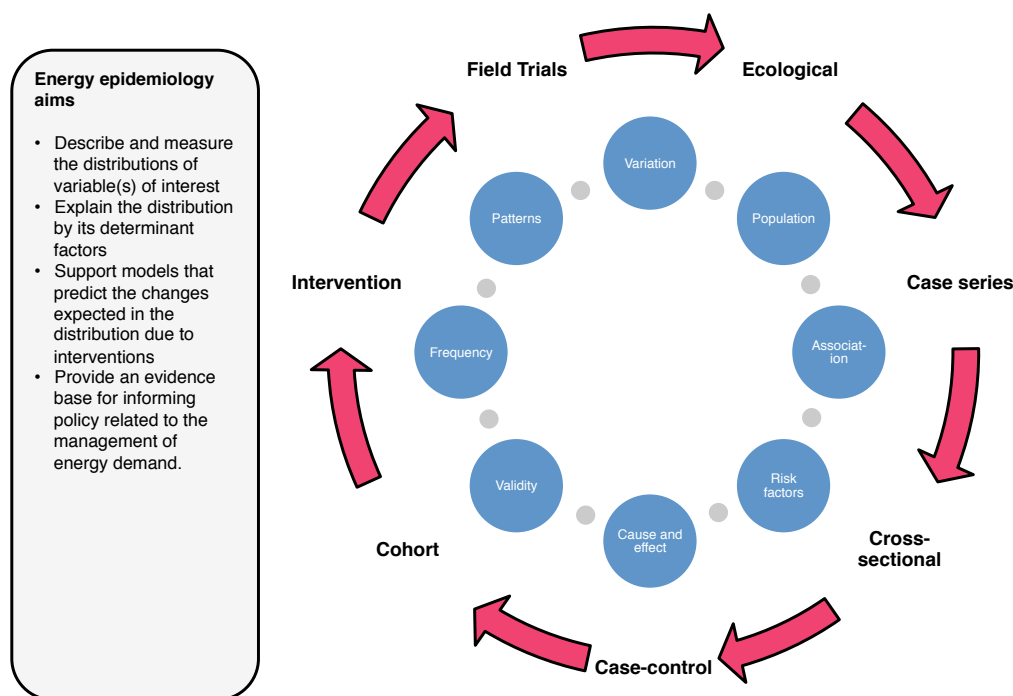 Energy epidemiology
aims
• Describe and measure
the distributions of
variable(s) of interest
• Explain the distribution
by its determinant
factors
• Support models that
predict the changes
expected in the
distribution due to
interventions
• Provide an evidence
base for informing
policy related to the
management of
energy demand.
Field Trials
Ecological
Case series
Cross-
sectional
Case-control
Cohort
Intervention
Variation
Population
Associat-
ion
Risk
factors
Cause and
effect
Validity
Frequency
Patterns